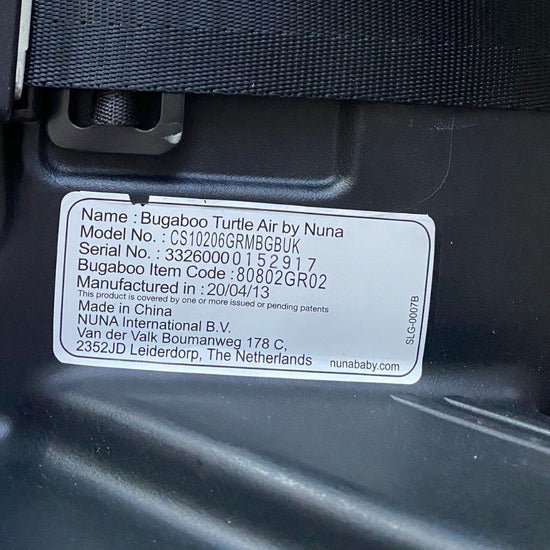 Name : Bugaboo Turtle Air by Nuna
Model No. : CS10206GRMBGBUK
Serial No. : 33260000152917
Bugaboo Item Code : 80802GR02
Manufactured in : 20/04/13
This product is covered by one or more issued or pending patents
Made in China
NUNA International B.V.
Van der Valk Boumanweg 178 C,
2352JD Leiderdorp, The Netherlands
nunababy.com
SLG-0007B